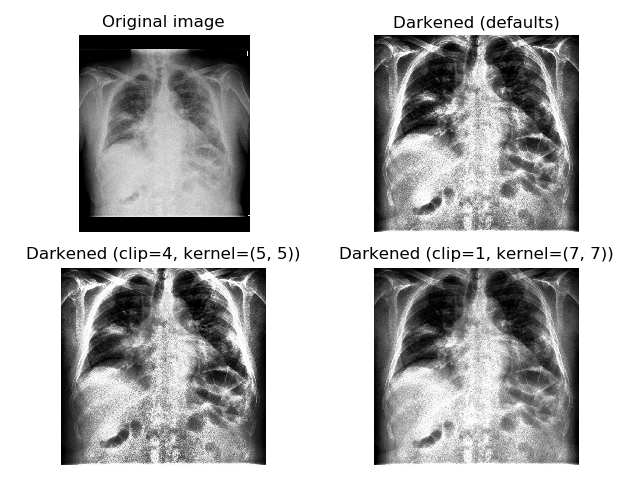 Original image
Darkened (defaults)
Darkened (clip=4, kernel=(5, 5))
Darkened (clip=1, kernel=(7, 7))